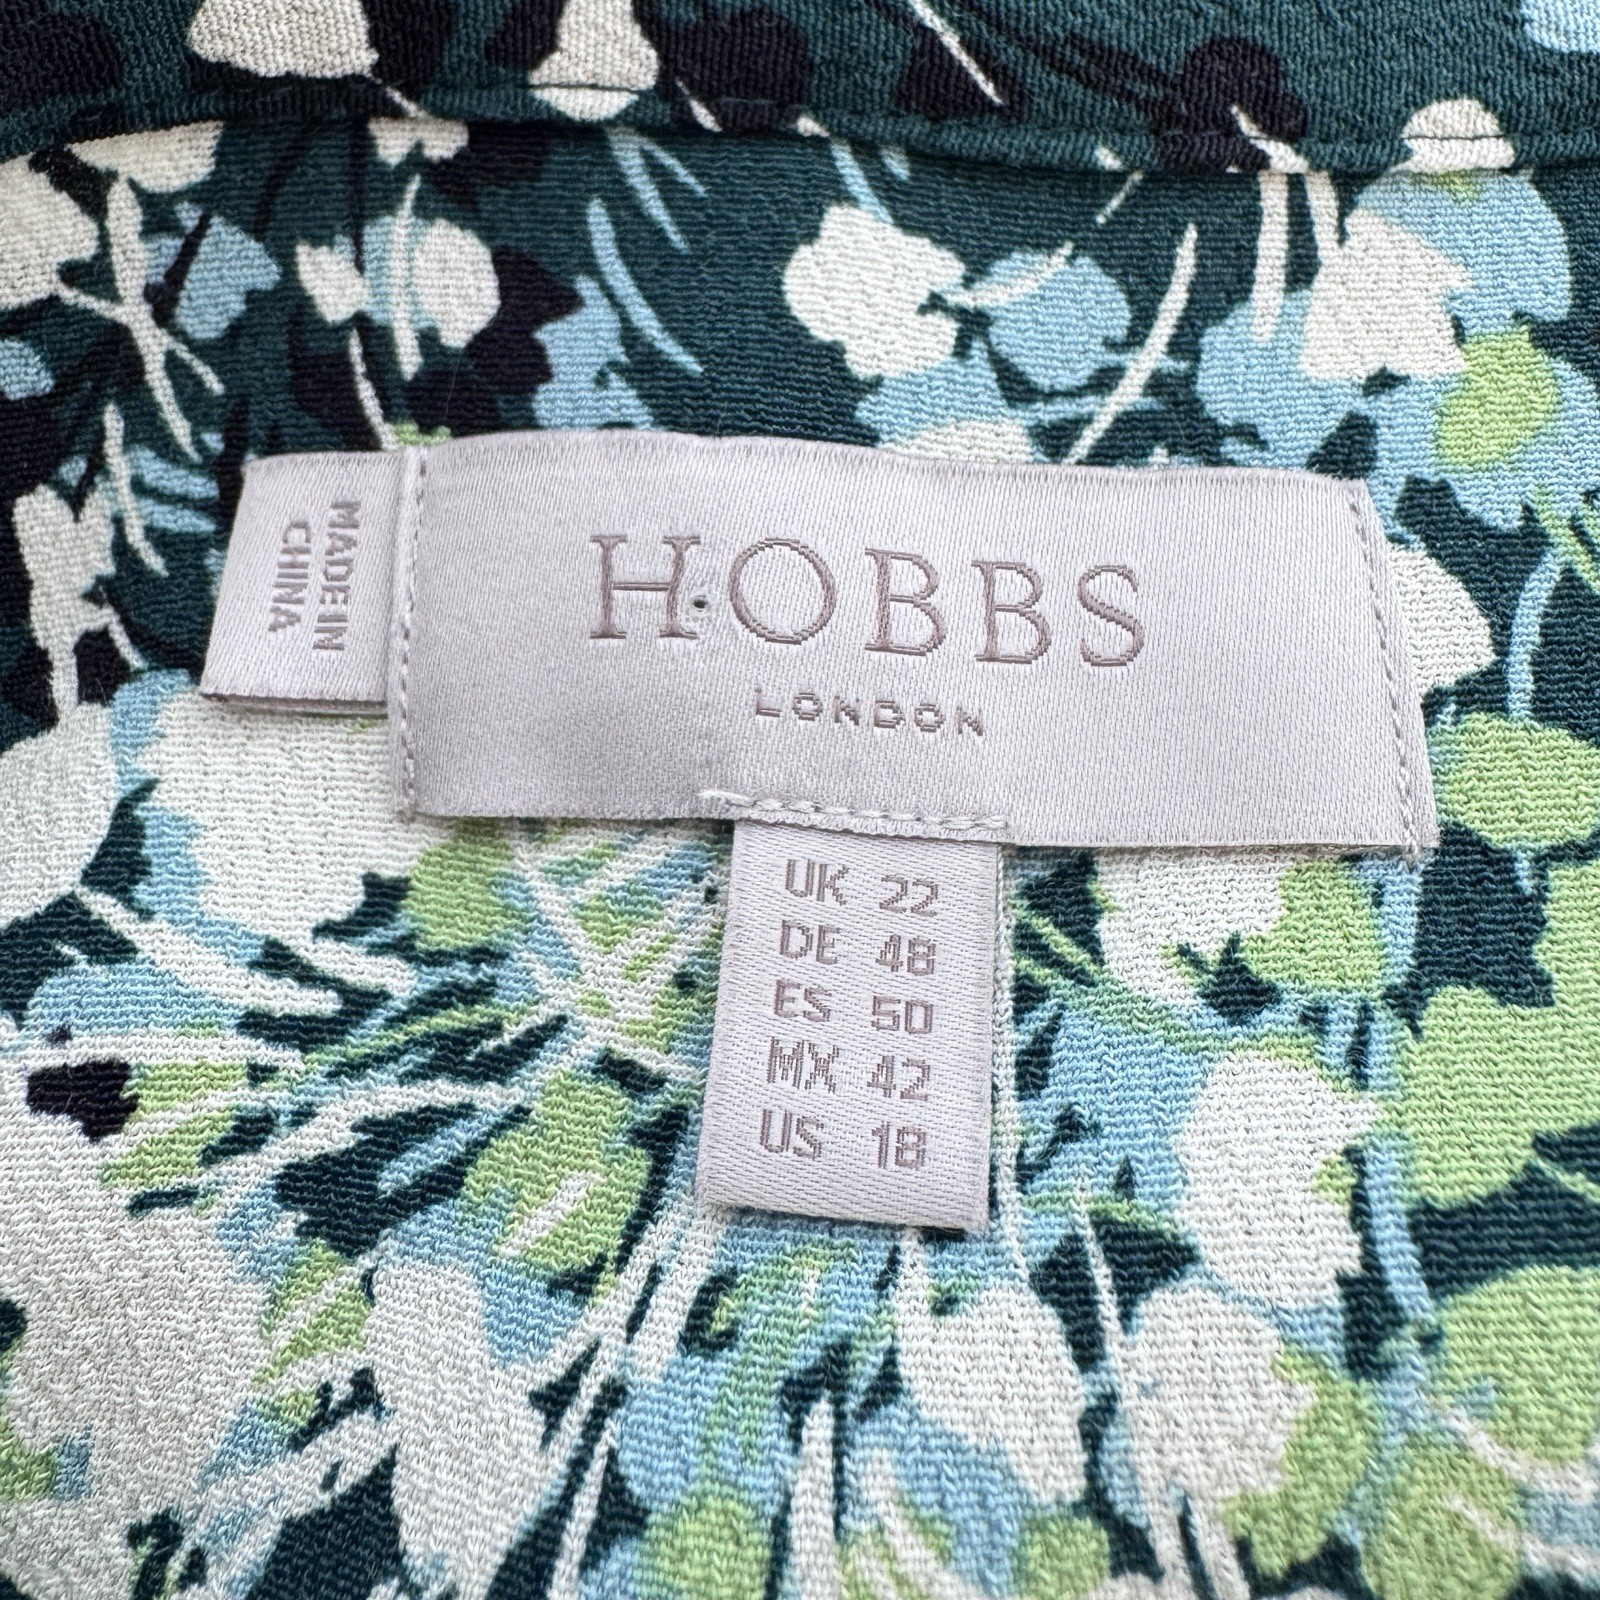 MADE IN
CHINA
HOBBS
LONDON
UK 22
DE 48
ES 50
MX 42
US 18